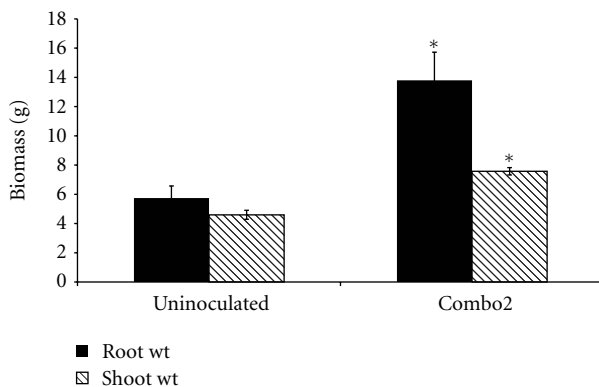 18
16
14
12
10
8
6
4
2
0
Biomass (g)
*
*
Uninoculated
Combo2
Root wt
Shoot wt